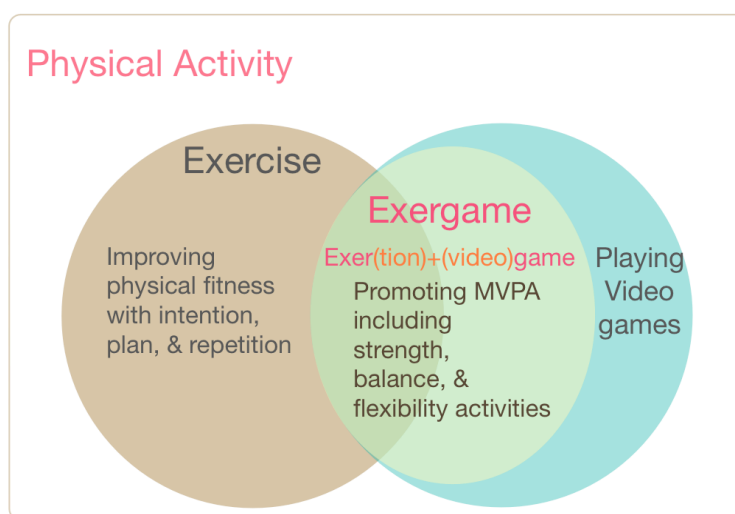 Physical Activity
Exercise
Improving
physical fitness
with intention,
plan, & repetition
Exergame
Exer(tion)+(video)game
Promoting MVPA
including
strength,
balance, &
flexibility activities
Playing
Video
games